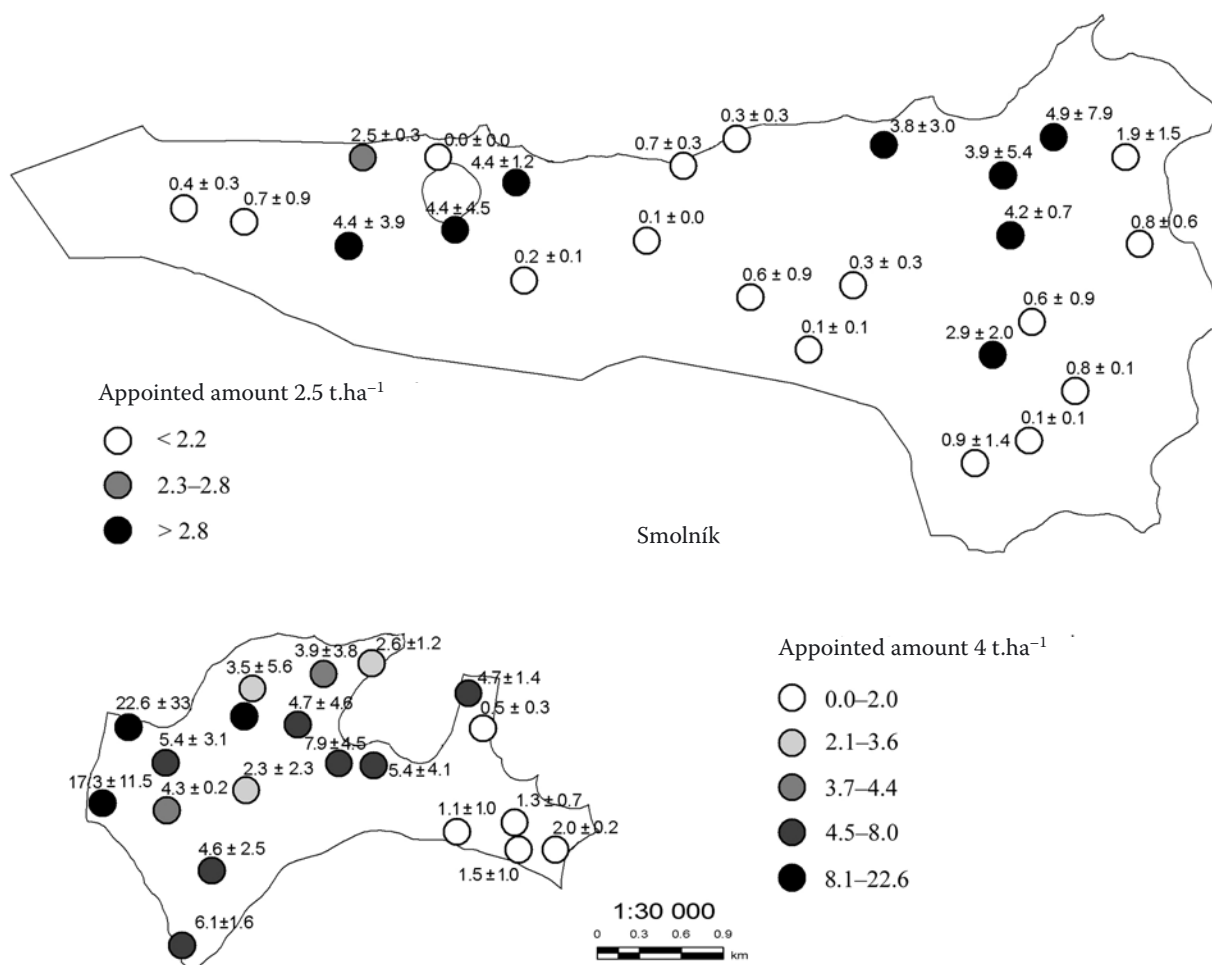 0.3 ± 0.3
4.9 ± 7.9
3.8 ± 3.0
2.5 ± 0.3
0.0 ± 0.0
0.7 ± 0.3
1.9 ± 1.5
4.4 ± 1.2
3.9 ± 5.4
0.4 ± 0.3
0.7 ± 0.9
4.4 ± 3.9
4.4 ± 4.5
0.1 ± 0.0
4.2 ± 0.7
0.8 ± 0.6
0.2 ± 0.1
0.6 ± 0.9
0.3 ± 0.3
0.6 ± 0.9
0.1 ± 0.1
2.9 ± 2.0
0.8 ± 0.1
0.1 ± 0.1
0.9 ± 1.4
Appointed amount 2.5 t.ha⁻¹
< 2.2
2.3–2.8
> 2.8
Smolník
3.9 ± 3.8
2.6 ± 1.2
3.5 ± 5.6
4.7 ± 1.4
22.6 ± 33
4.7 ± 4.6
0.5 ± 0.3
5.4 ± 3.1
7.9 ± 4.5
5.4 ± 4.1
17.3 ± 11.5
4.3 ± 0.2
2.3 ± 2.3
1.1 ± 1.0
1.3 ± 0.7
2.0 ± 0.2
4.6 ± 2.5
1.5 ± 1.0
6.1 ± 1.6
Appointed amount 4 t.ha⁻¹
0.0–2.0
2.1–3.6
3.7–4.4
4.5–8.0
8.1–22.6
1:30 000
0 0.3 0.6 0.9
km